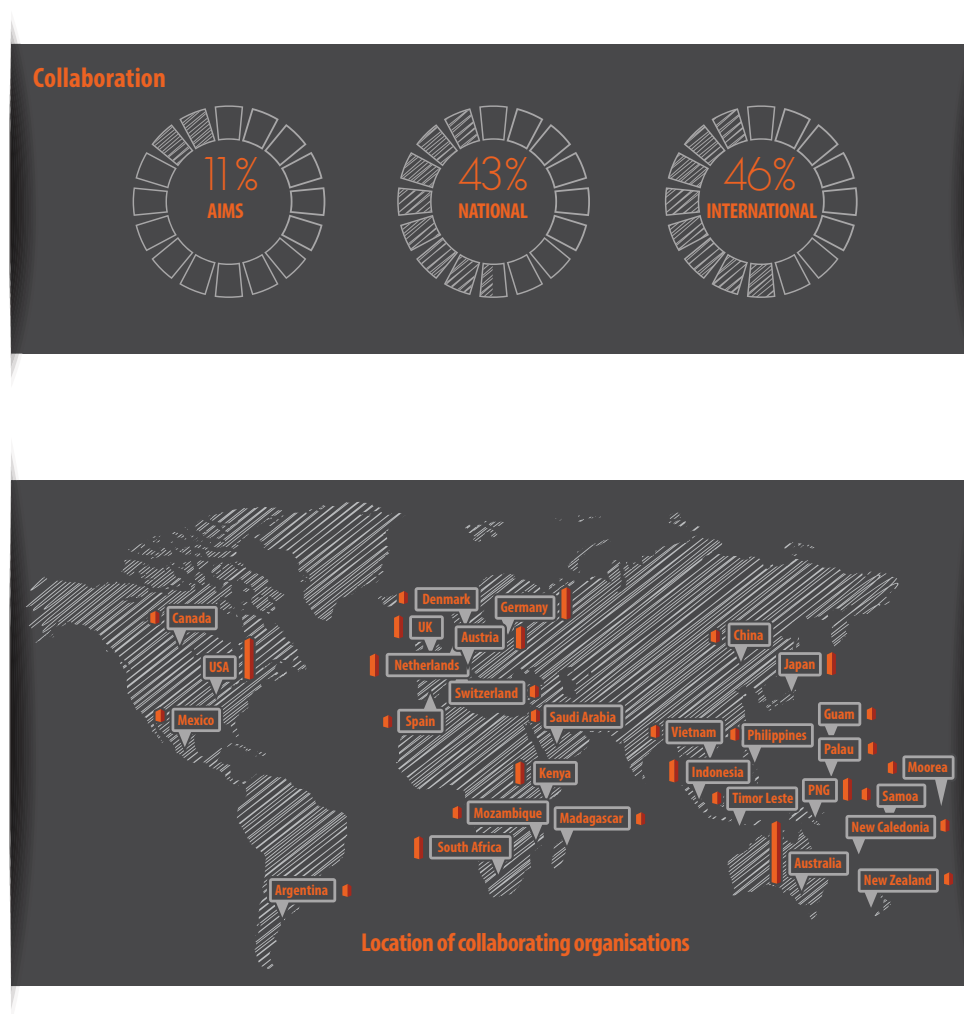 Collaboration
11%
AIMS
43%
NATIONAL
46%
INTERNATIONAL
Denmark
Germany
Canada
UK
Austria
China
USA
Netherlands
Japan
Switzerland
Mexico
Spain
Saudi Arabia
Guam
Vietnam
Philippines
Palau
Kenya
Indonesia
Moorea
Timor Leste
PNG
Samoa
Mozambique
Madagascar
New Caledonia
South Africa
Australia
New Zealand
Argentina
Location of collaborating organisations